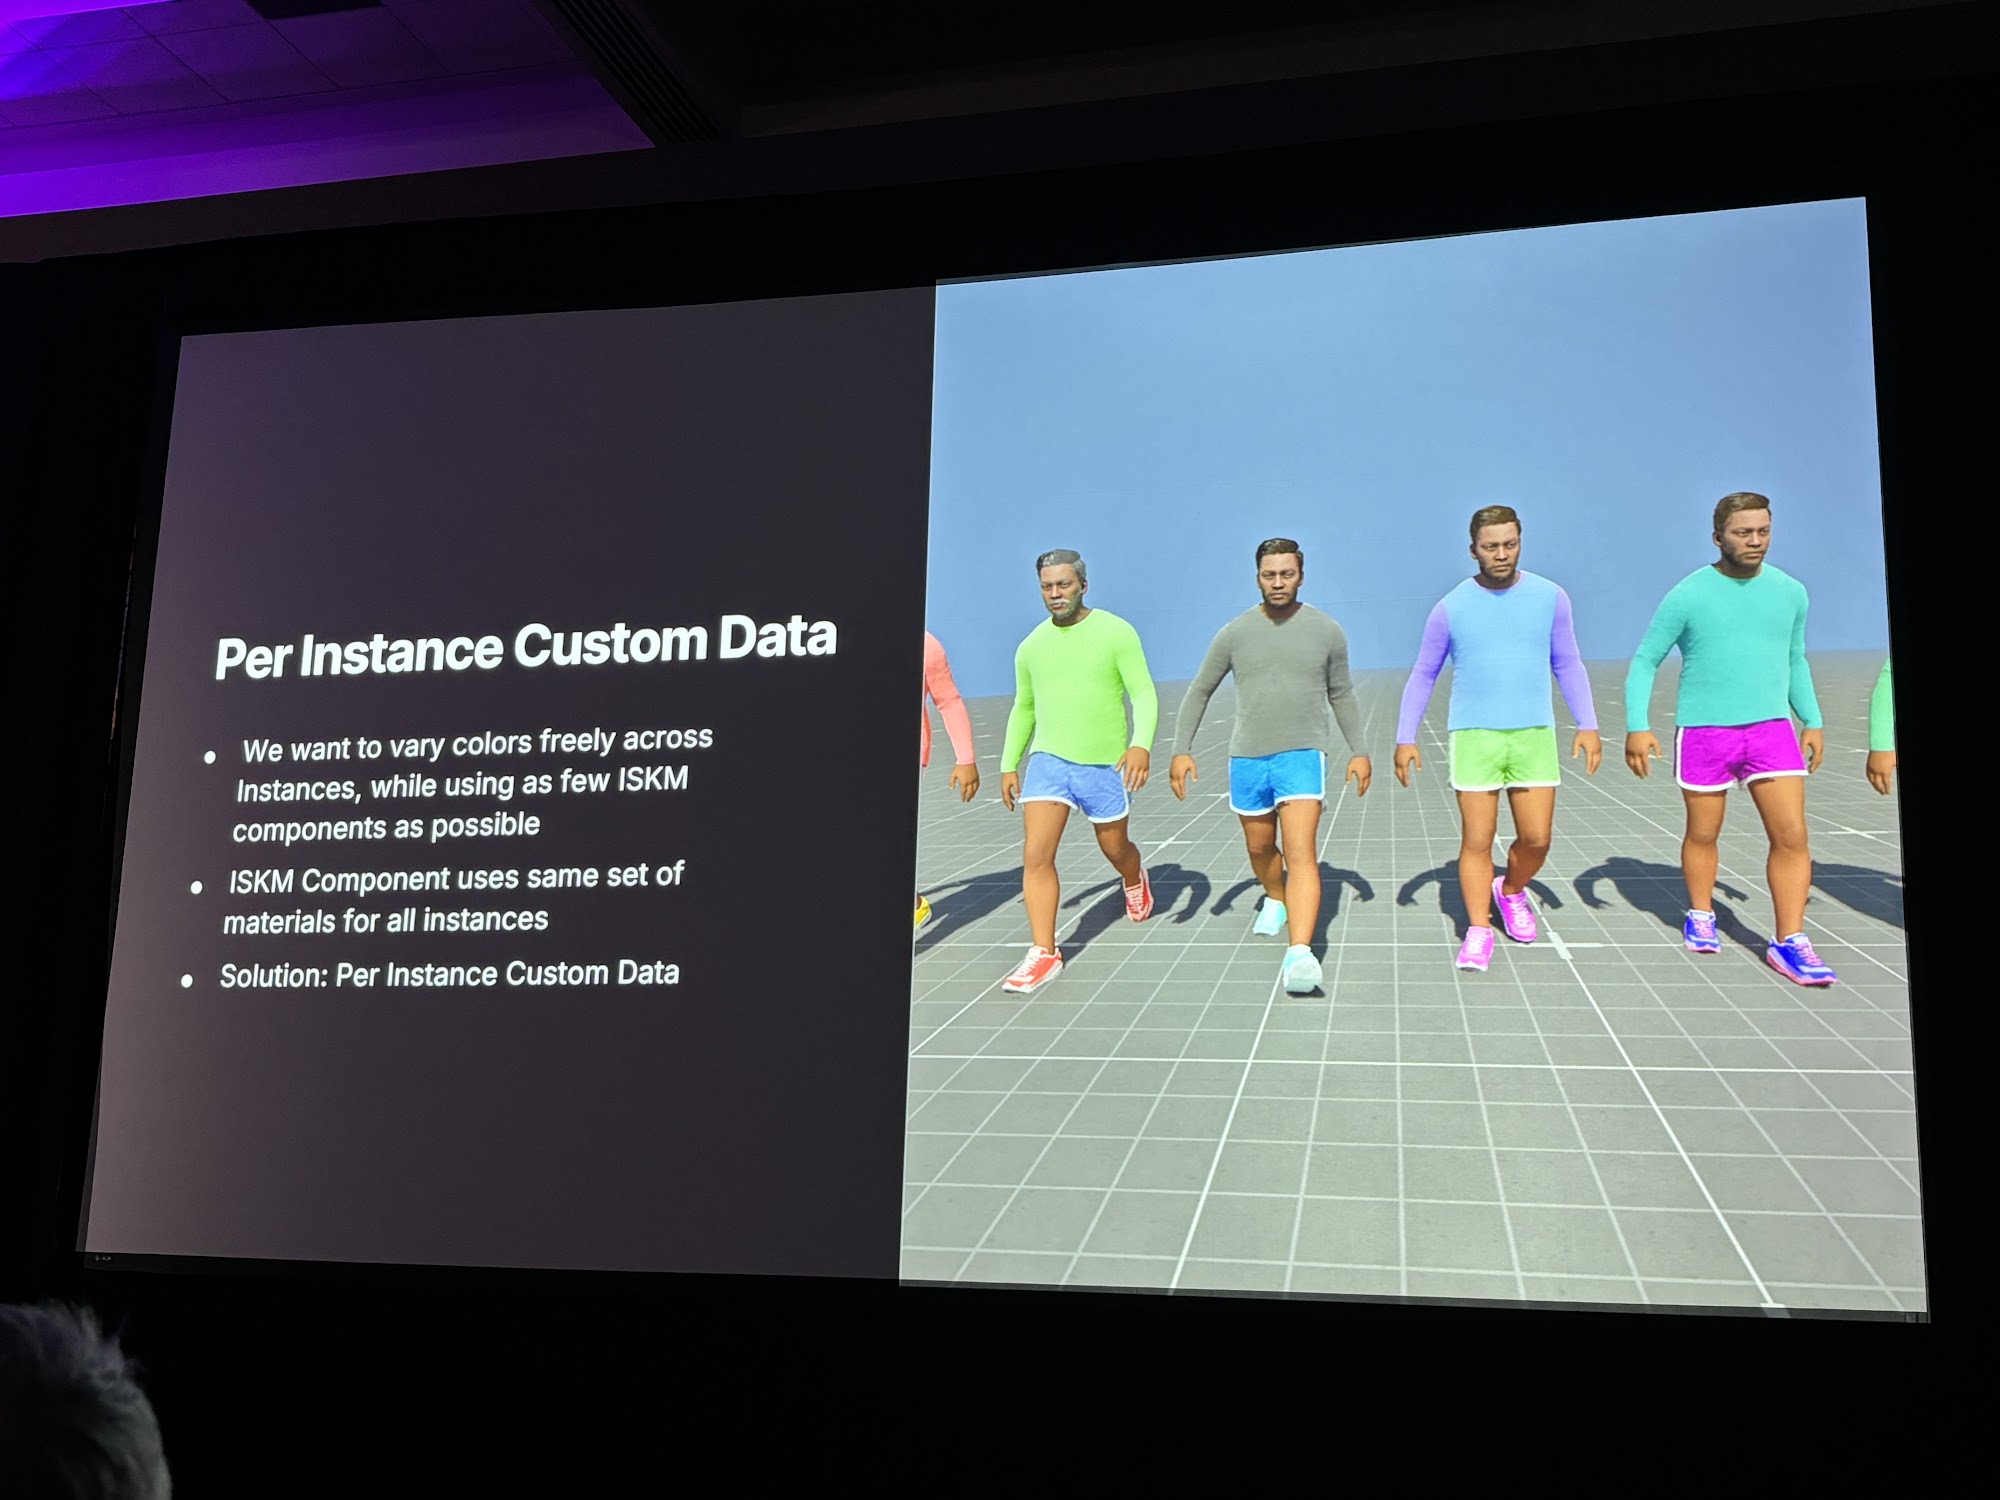 Per Instance Custom Data
• We want to vary colors freely across
Instances, while using as few ISKM
components as possible
• ISKM Component uses same set of
materials for all instances
• Solution: Per Instance Custom Data